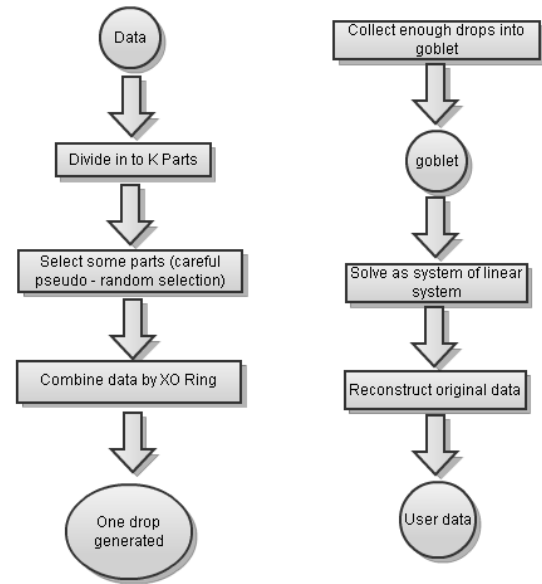 Data
Divide in to K Parts
Select some parts (careful
pseudo - random selection)
Combine data by XO Ring
One drop
generated
Collect enough drops into
goblet
goblet
Solve as system of linear
system
Reconstruct original data
User data